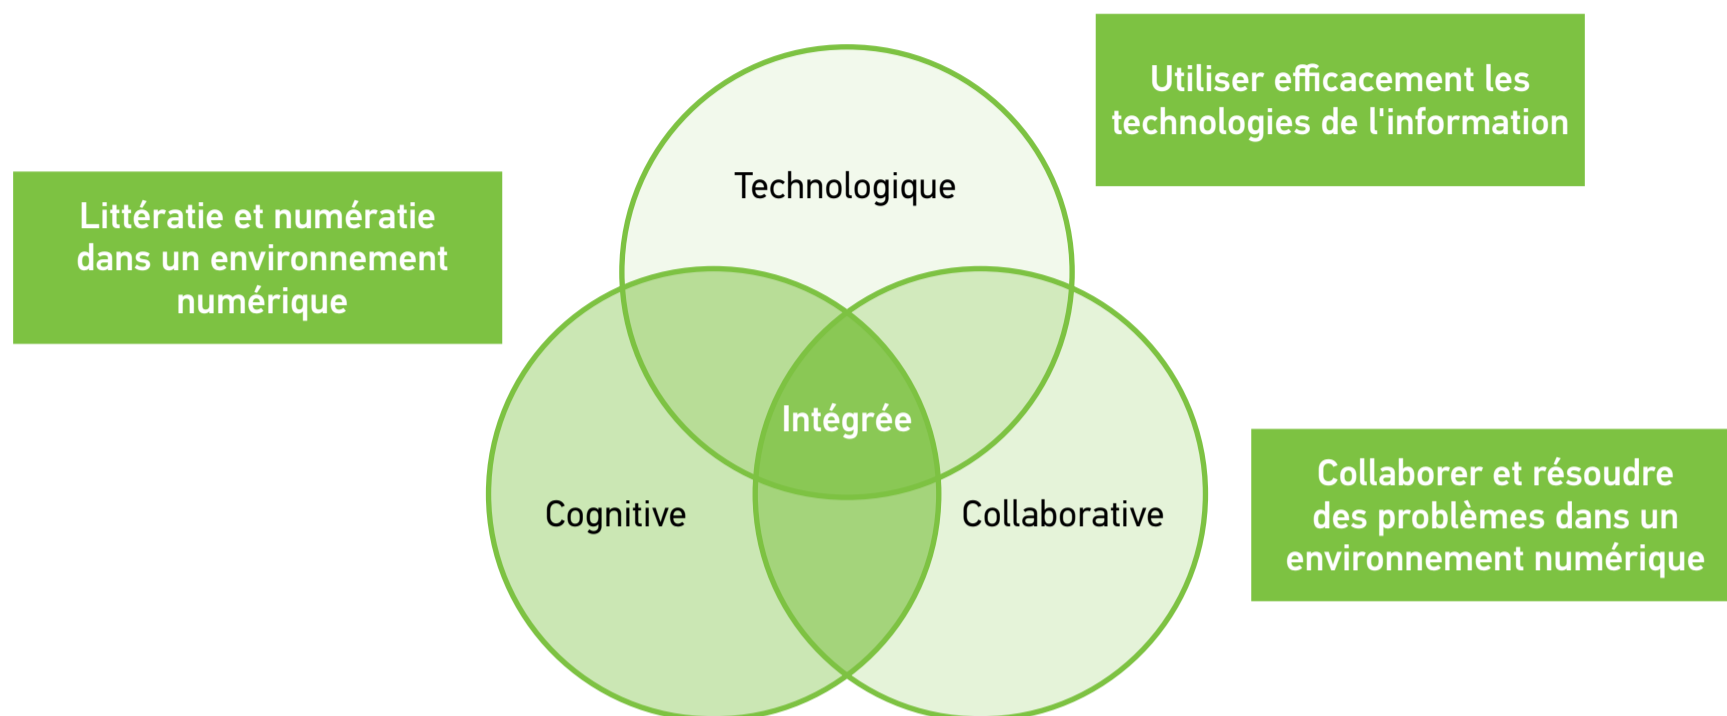 Utiliser efficacement les
technologies de l'information
Technologique
Littératie et numératie
dans un environnement
numérique
Intégrée
Cognitive
Collaborative
Collaborer et résoudre
des problèmes dans un
environnement numérique